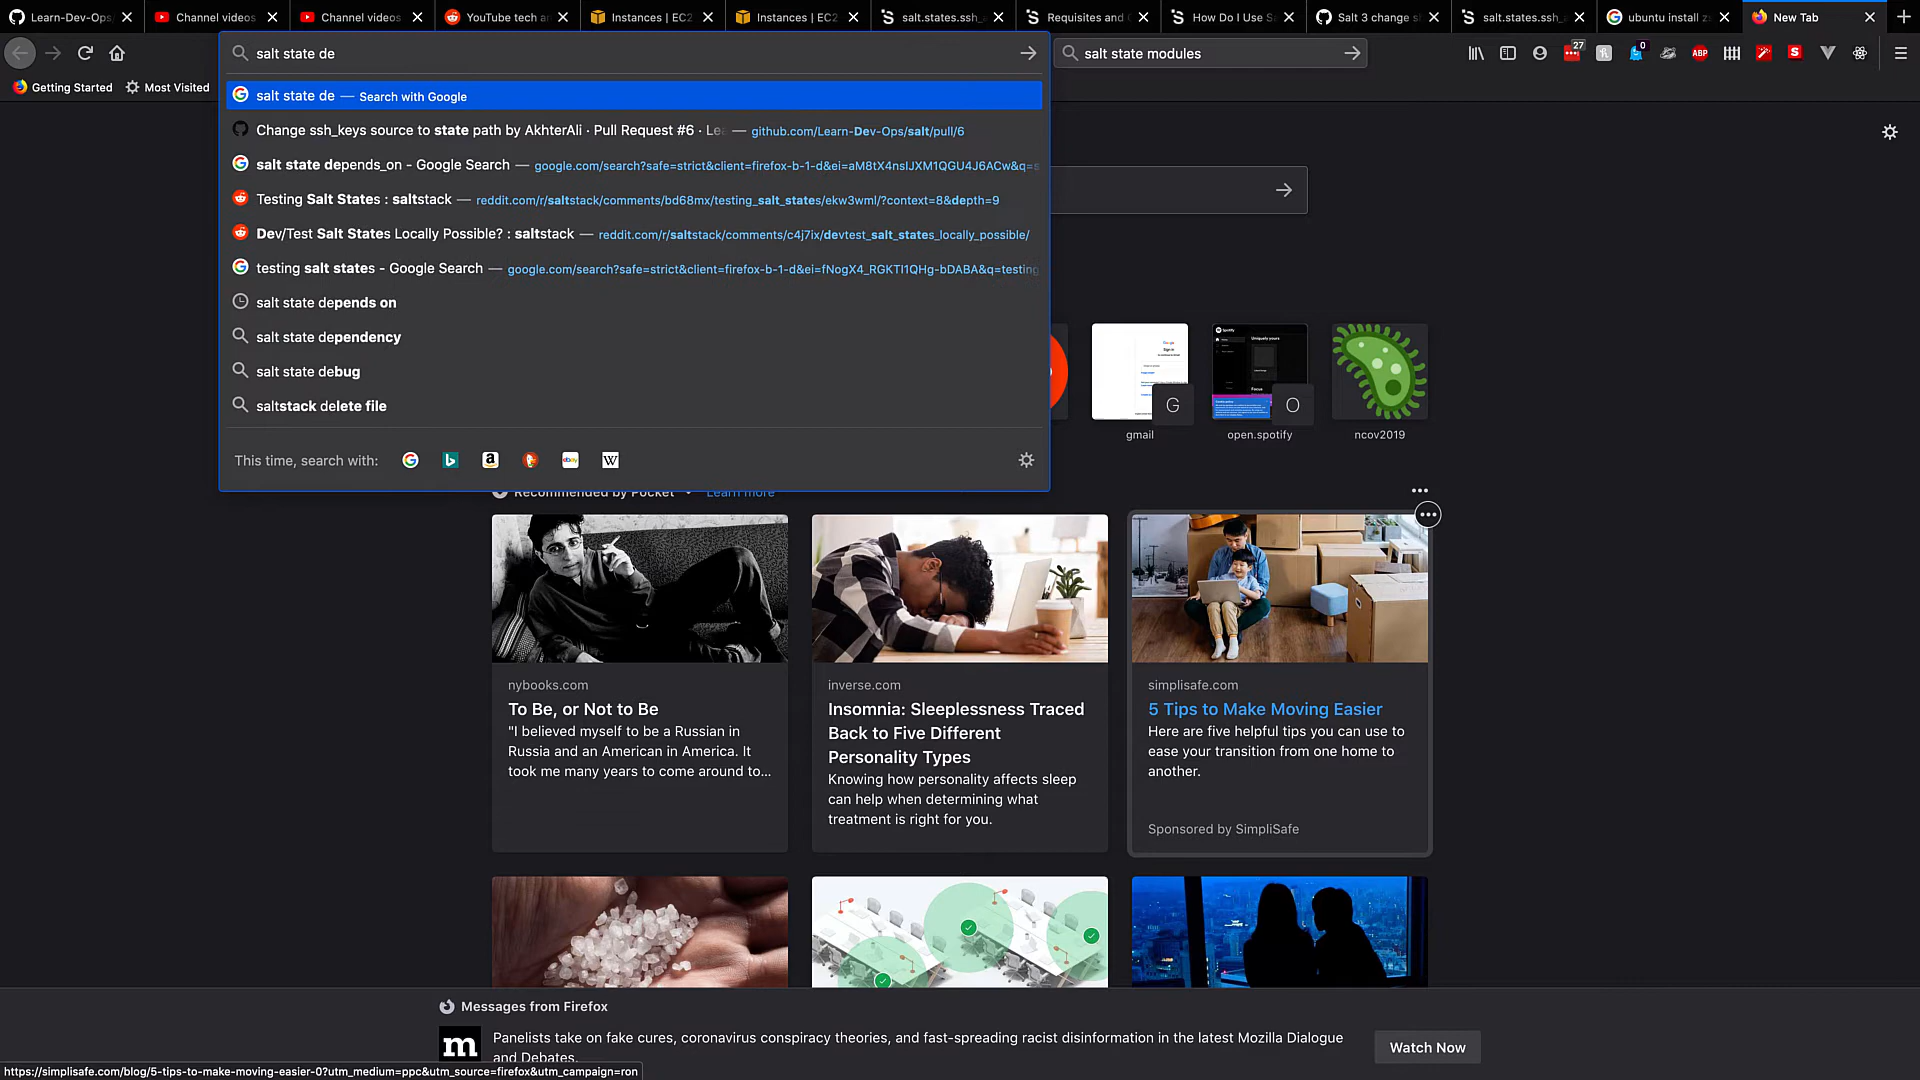 Learn-Dev-Ops/
Channel videos
Channel videos
YouTube tech a
Instances | EC2
Instances | EC2
salt.states.ssh_
Requisites and
How Do I Use S
Salt 3 change s
salt.states.ssh_
ubuntu install z
New Tab
salt state de
salt state modules
27
0
ABP
S
Getting Started
Most Visited
salt state de — Search with Google
Change ssh_keys source to state path by AkhterAli · Pull Request #6 · Lea — github.com/Learn-Dev-Ops/salt/pull/6
salt state depends_on - Google Search — google.com/search?safe=strict&client=firefox-b-1-d&ei=aM8tX4nsIJXM1QGU4J6ACw&q=s
Testing Salt States : saltstack — reddit.com/r/saltstack/comments/bd68mx/testing_salt_states/ekw3wml/?context=8&depth=9
Dev/Test Salt States Locally Possible? : saltstack — reddit.com/r/saltstack/comments/c4j7ix/devtest_salt_states_locally_possible/
testing salt states - Google Search — google.com/search?safe=strict&client=firefox-b-1-d&ei=fNogX4_RGKTI1QHg-bDABA&q=testing
salt state depends on
salt state dependency
salt state debug
saltstack delete file
This time, search with:
G
O
gmail
open.spotify
ncov2019
Recommended by Pocket
Learn more
nybooks.com
To Be, or Not to Be
"I believed myself to be a Russian in
Russia and an American in America. It
took me many years to come around to...
inverse.com
Insomnia: Sleeplessness Traced
Back to Five Different
Personality Types
Knowing how personality affects sleep
can help when determining what
treatment is right for you.
simplisafe.com
5 Tips to Make Moving Easier
Here are five helpful tips you can use to
ease your transition from one home to
another.
Sponsored by SimpliSafe
Messages from Firefox
m
Panelists take on fake cures, coronavirus conspiracy theories, and fast-spreading racist disinformation in the latest Mozilla Dialogue
and Debates.
Watch Now
https://simplisafe.com/blog/5-tips-to-make-moving-easier-0?utm_medium=ppc&utm_source=firefox&utm_campaign=ron